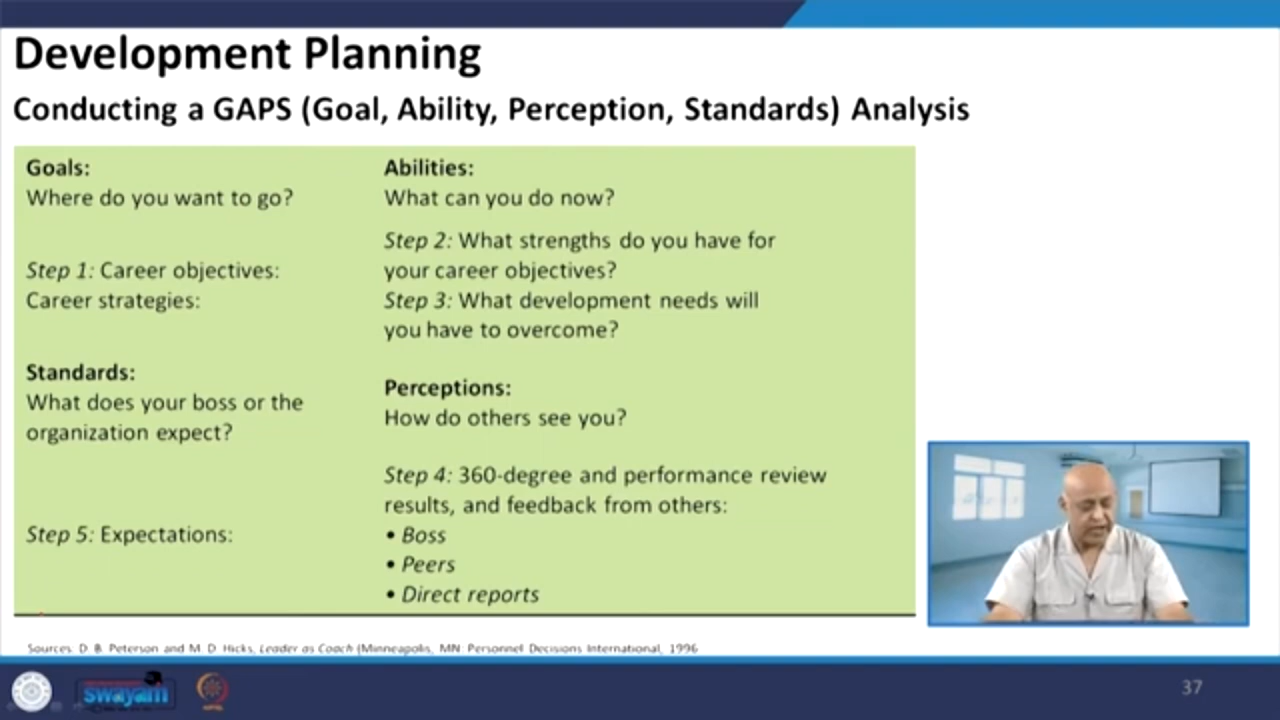 Development Planning
Conducting a GAPS (Goal, Ability, Perception, Standards) Analysis
Goals:
Where do you want to go?
Step 1: Career objectives:
Career strategies:
Abilities:
What can you do now?
Step 2: What strengths do you have for
your career objectives?
Step 3: What development needs will
you have to overcome?
Standards:
What does your boss or the
organization expect?
Step 5: Expectations:
Perceptions:
How do others see you?
Step 4: 360-degree and performance review
results, and feedback from others:
• Boss
• Peers
• Direct reports
Sources: D. B. Peterson and M. D. Hicks, Leader as Coach (Minneapolis, MN: Personnel Decisions International, 1996
swayam
37